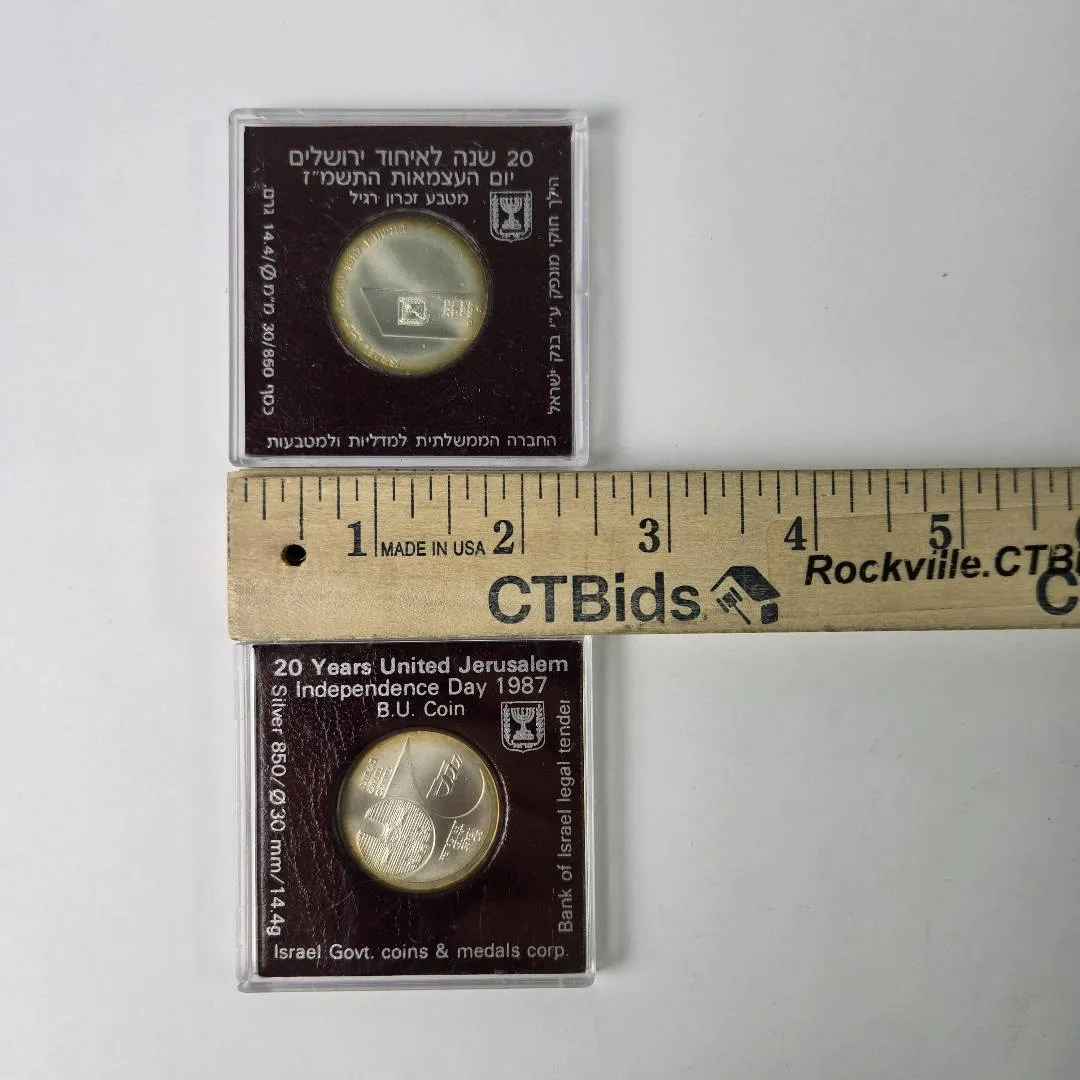 20 שנה לאיחוד ירושלים
יום העצמאות התשמ"ז
מטבע זכרון רגיל
הילך חוקי מונפק ע"י בנק ישראל
כסף 30/850 מ"מ Ø/14.4 גרם
החברה הממשלתית למדליות ולמטבעות
1 2 3 4 5
MADE IN USA
CTBids
Rockville.CTB
C
20 Years United Jerusalem
Independence Day 1987
B.U. Coin
Silver 850/Ø30 mm/14.4g
Bank of Israel legal tender
Israel Govt. coins & medals corp.